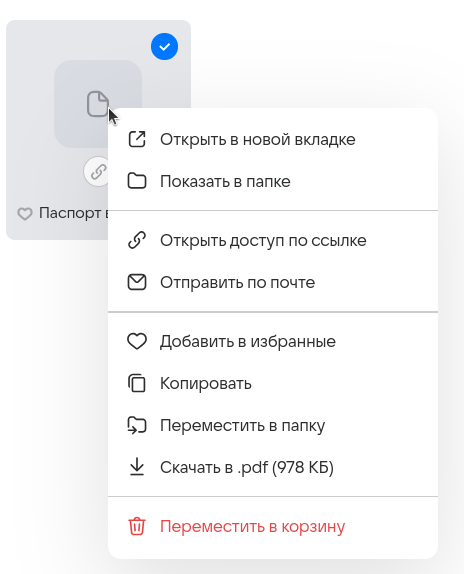 Паспорт
Открыть в новой вкладке
Показать в папке
Открыть доступ по ссылке
Отправить по почте
Добавить в избранные
Копировать
Переместить в папку
Скачать в .pdf (978 КБ)
Переместить в корзину